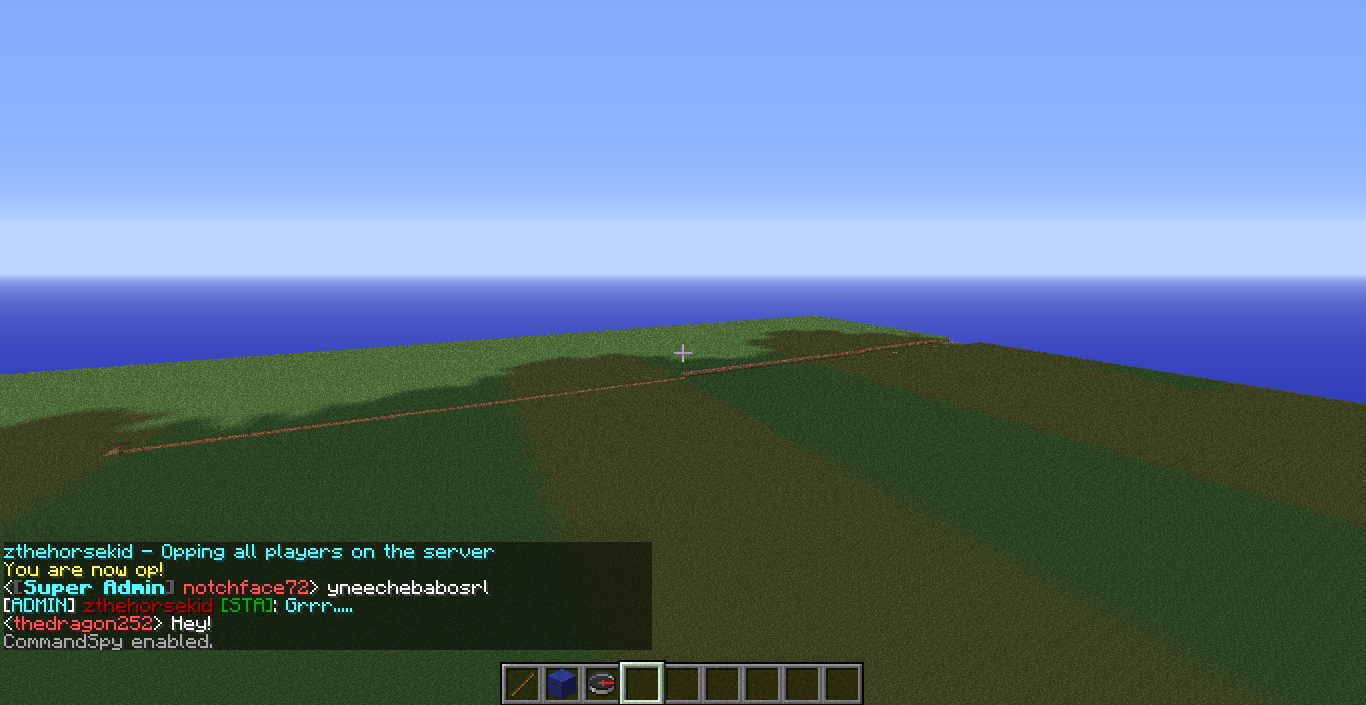 zthehorsekid - Opping all players on the server
You are now op!
<[Super Admin] notchface72> yneechebabosrl
[ADMIN] zthehorsekid [STA]: Grrr.....
<thedragon252> Hey!
CommandSpy enabled.